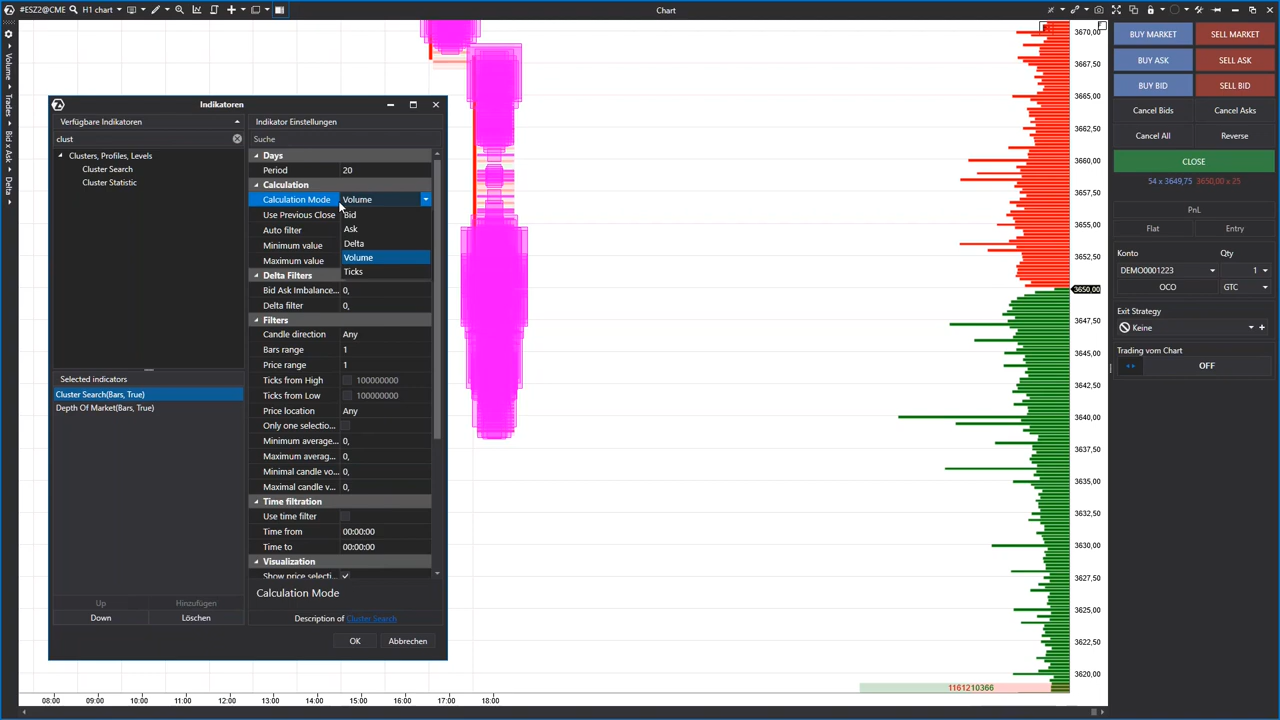 #ESZ2@CME
H1 chart
Chart
Volume
Trades
Bid x Ask
Delta
Indikatoren
Verfügbare Indikatoren
clust
Clusters, Profiles, Levels
Cluster Search
Cluster Statistic
Selected indicators
Cluster Search(Bars, True)
Depth Of Market(Bars, True)
Up
Hinzufügen
Down
Löschen
Indikator Einstellungen
Suche
Days
Period 20
Calculation
Calculation Mode Volume
Bid
Ask
Delta
Volume
Ticks
Auto filter
Minimum value
Maximum value
Delta Filters
Bid Ask Imbalance... 0,
Delta filter 0,
Filters
Candle direction Any
Bars range 1
Price range 1
Ticks from High 100000000
Ticks from Low 100000000
Price location Any
Only one selectio...
Minimum average... 0,
Maximum averag... 0,
Minimal candle vo... 0,
Maximal candle v... 0,
Time filtration
Use time filter
Time from 00:00:00
Time to 00:00:00
Visualization
Show price selecti...
Calculation Mode
Description of Cluster Search
OK
Abbrechen
3670,00
3667,50
3665,00
3662,50
3660,00
3657,50
3655,00
3652,50
3650,00
3647,50
3645,00
3642,50
3640,00
3637,50
3635,00
3632,50
3630,00
3627,50
3625,00
3622,50
3620,00
1161210366
08:00
09:00
10:00
11:00
12:00
13:00
14:00
15:00
16:00
17:00
18:00
BUY MARKET
SELL MARKET
BUY ASK
SELL ASK
BUY BID
SELL BID
Cancel Bids
Cancel Asks
Cancel All
Reverse
CLOSE
54 x 3649,75
3650,00 x 25
PnL
Flat
Entry
Konto
Qty
DEMO0001223
1
OCO
GTC
Exit Strategy
Keine
Trading vom Chart
OFF